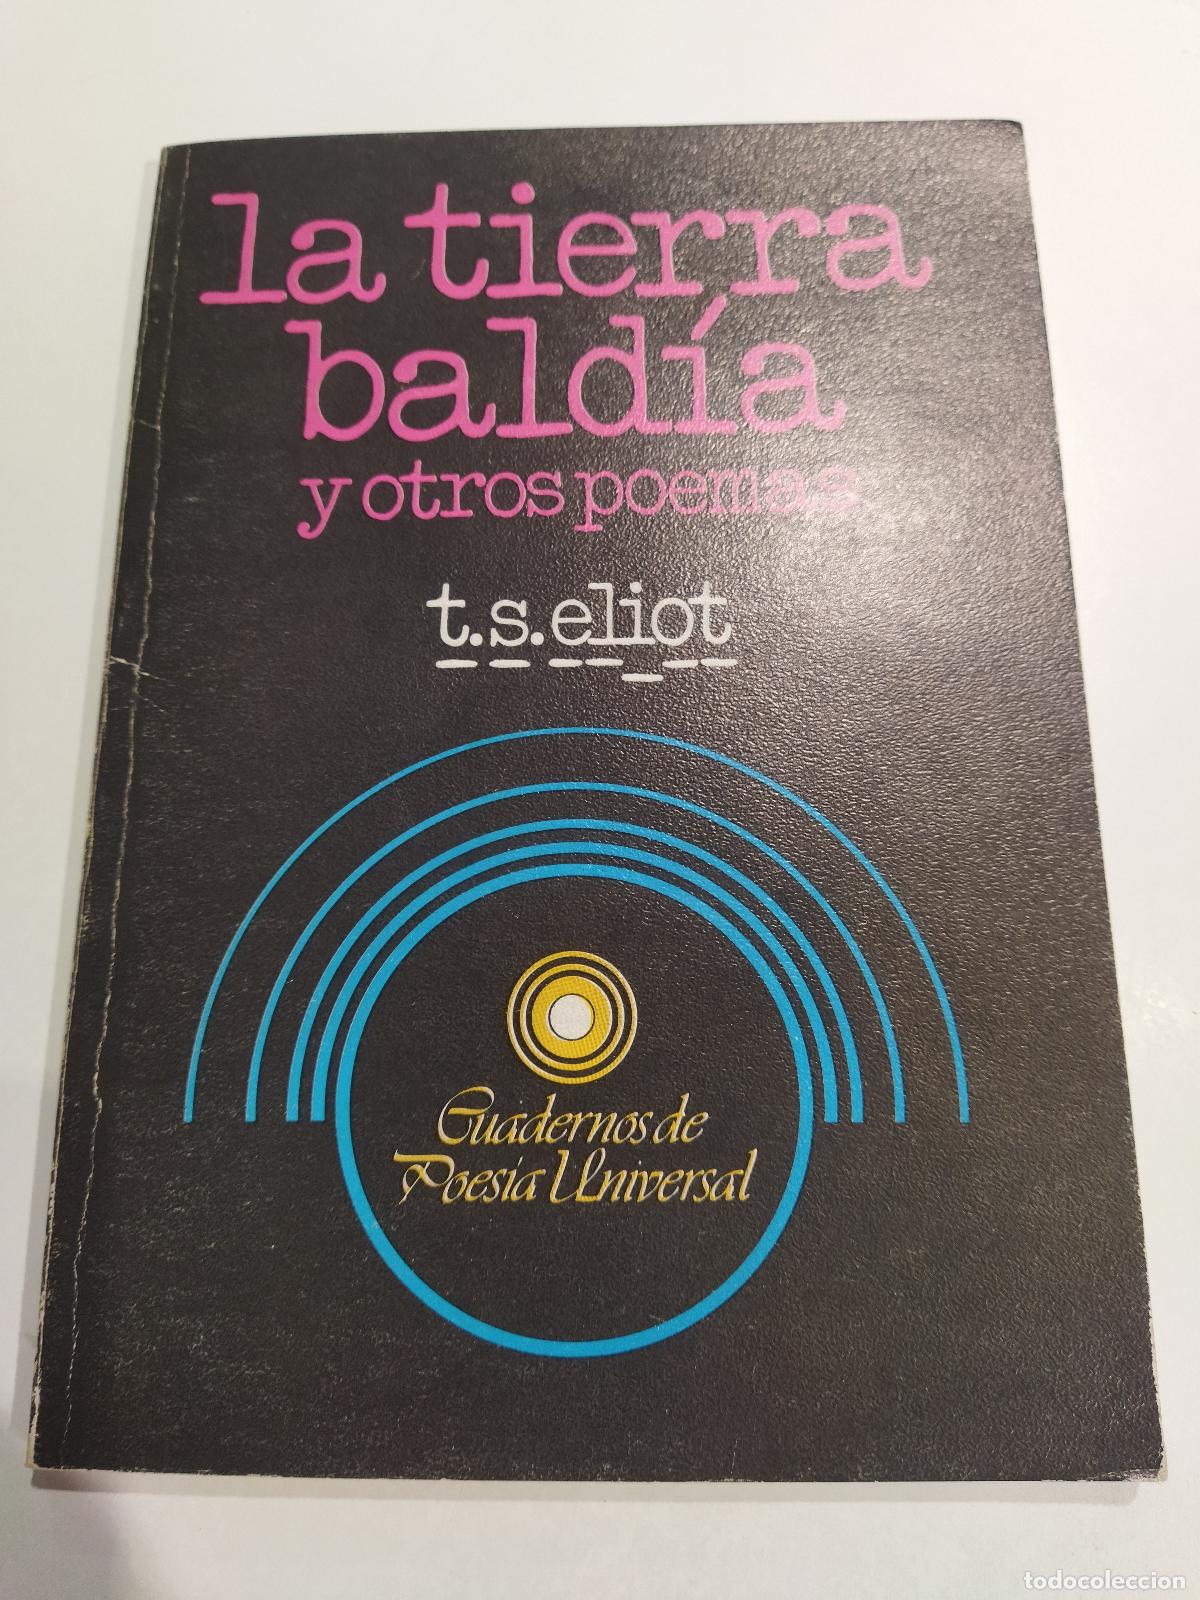 la tierra
baldía
y otros poemas
t.s.eliot
Cuadernos de
Poesía Universal
todocoleccion